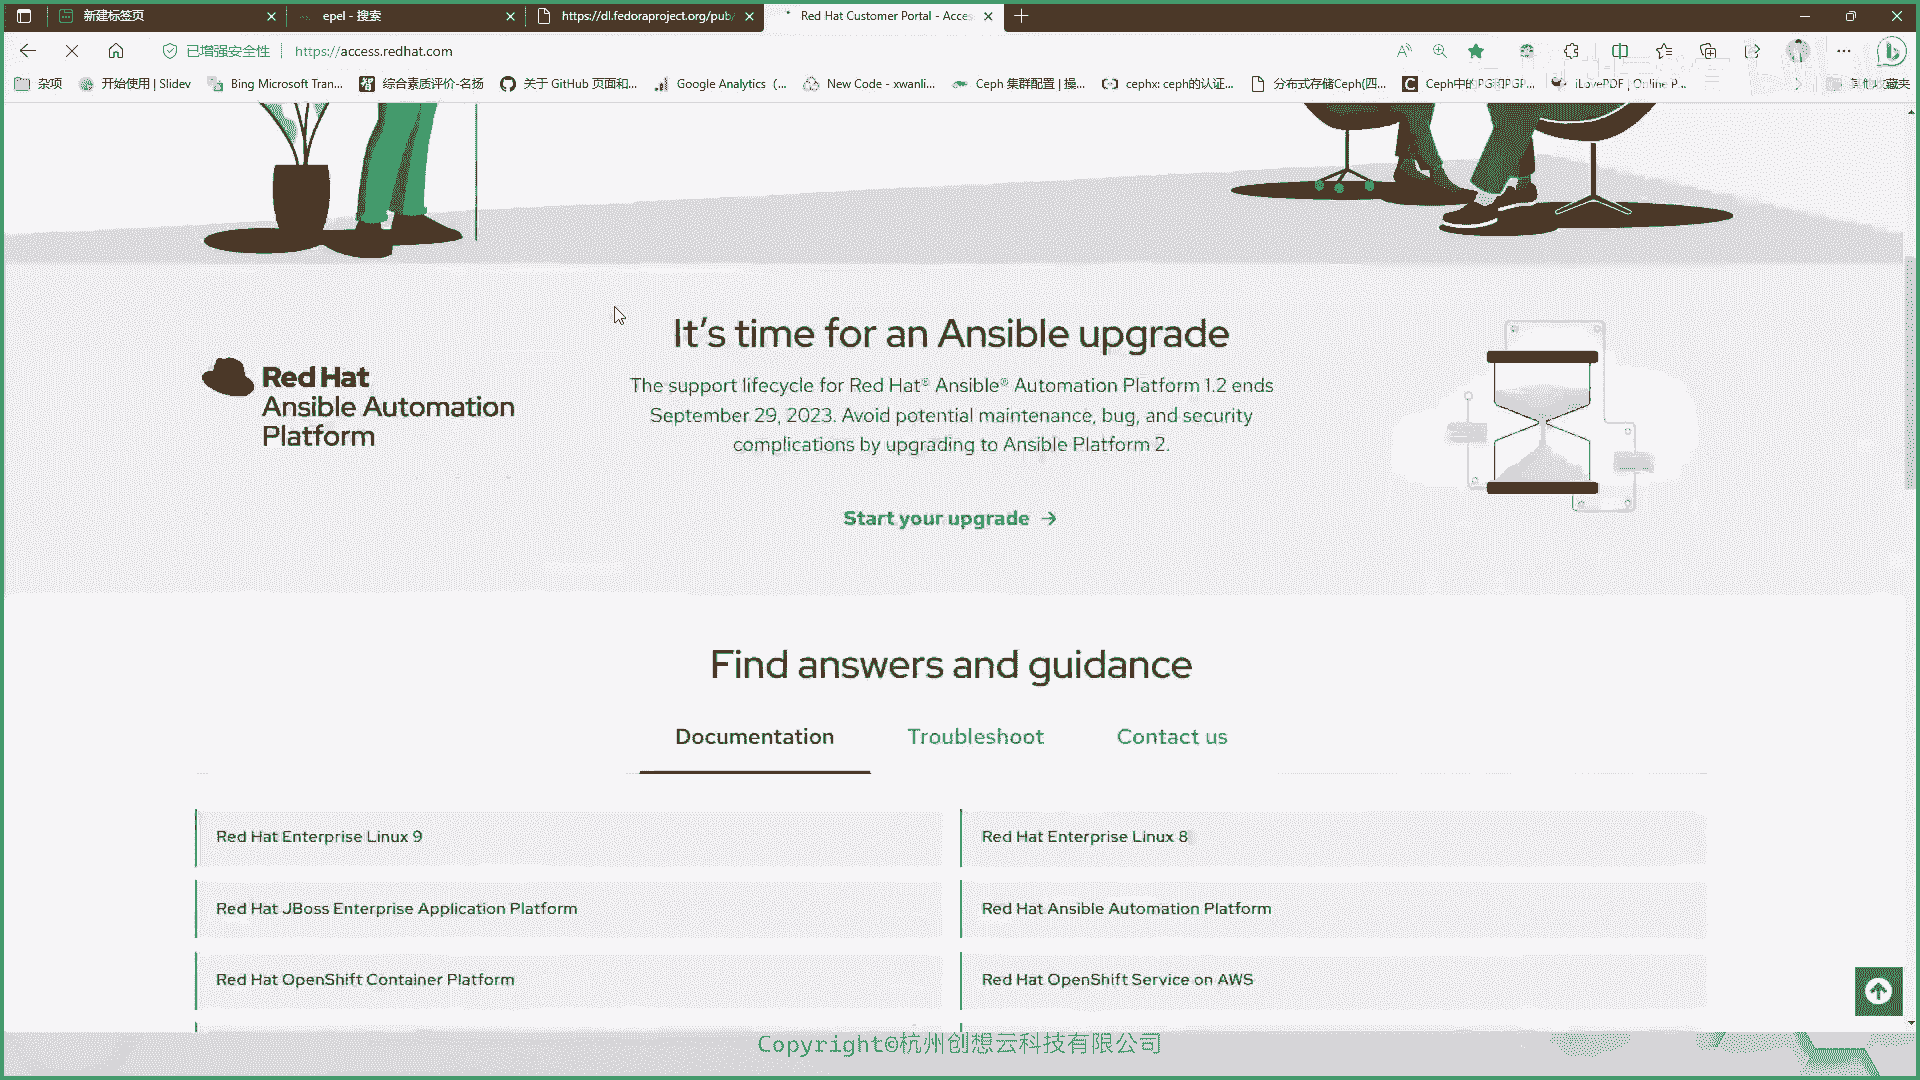 新建标签页
epel - 搜索
https://dl.fedoraproject.org/pub/
Red Hat Customer Portal - Acces
已增强安全性
https://access.redhat.com
杂项
开始使用 | Slidev
Bing Microsoft Tran...
综合素质评价-名扬
关于 GitHub 页面和...
Google Analytics (...
New Code - xwanli...
Ceph 集群配置 | 操...
cephx: ceph的认证...
分布式存储Ceph(四...
Ceph中的PG和PGP...
iLovePDF | Online P...
其他收藏夹
It's time for an Ansible upgrade
Red Hat
Ansible Automation
Platform
The support lifecycle for Red Hat® Ansible® Automation Platform 1.2 ends
September 29, 2023. Avoid potential maintenance, bug, and security
complications by upgrading to Ansible Platform 2.
Start your upgrade →
Find answers and guidance
Documentation
Troubleshoot
Contact us
Red Hat Enterprise Linux 9
Red Hat Enterprise Linux 8
Red Hat JBoss Enterprise Application Platform
Red Hat Ansible Automation Platform
Red Hat OpenShift Container Platform
Red Hat OpenShift Service on AWS
Copyright©杭州创想云科技有限公司